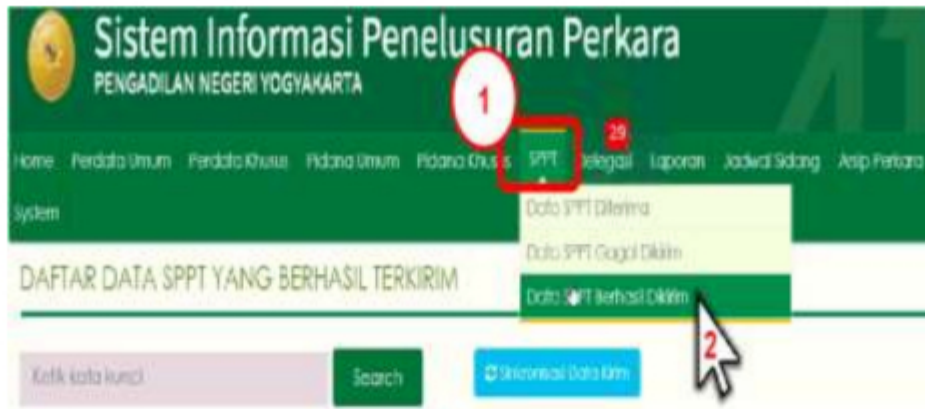 Sistem Informasi Penelusuran Perkara
PENGADILAN NEGERI YOGYAKARTA
1
29
Home Perdata Umum Perdata Khusus Pidana Umum Pidana Khusus SPPT Delegasi Laporan Jadwal Sidang Arsip Perkara
System
Data SPPT Diterima
Data SPPT Gagal Dikirim
Data SPPT Berhasil Dikirim
2
DAFTAR DATA SPPT YANG BERHASIL TERKIRIM
Ketik kata kunci
Search
Sinkronisasi Data Kirim